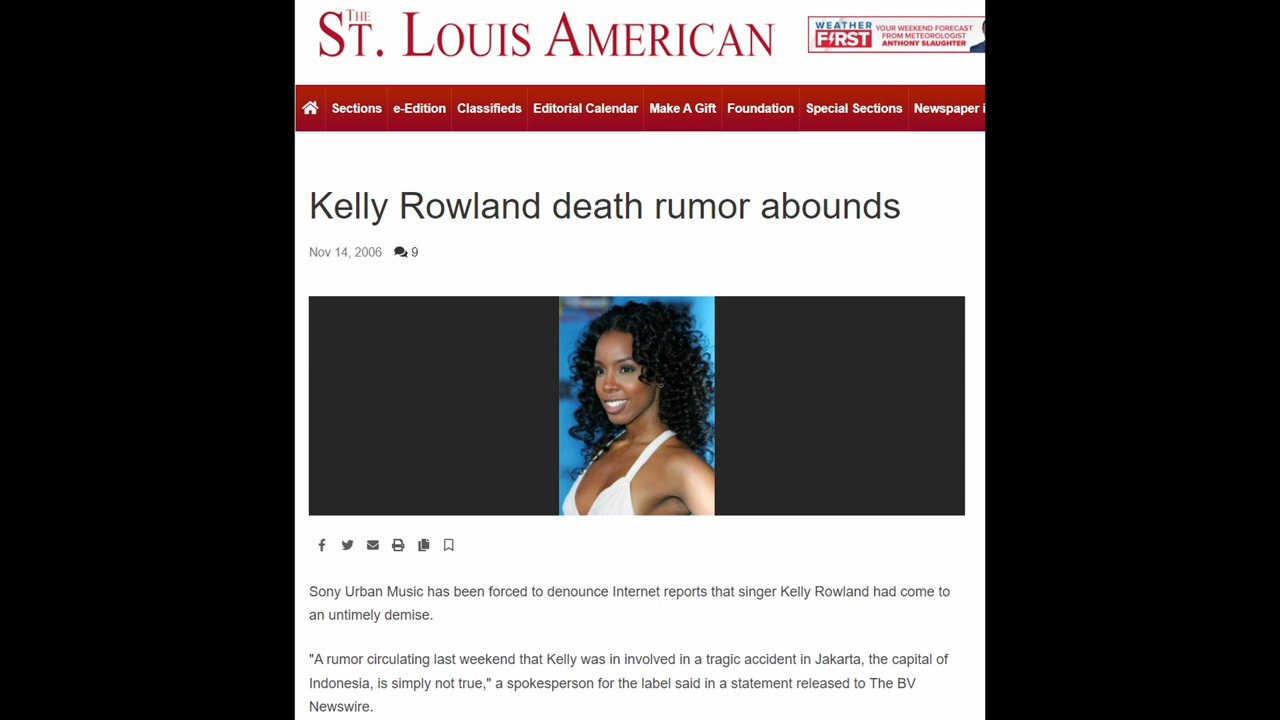 THE
ST. LOUIS AMERICAN
WEATHER FIRST
YOUR WEEKEND FORECAST
FROM METEOROLOGIST
ANTHONY SLAUGHTER
Sections e-Edition Classifieds Editorial Calendar Make A Gift Foundation Special Sections Newspaper i
Kelly Rowland death rumor abounds
Nov 14, 2006 9
Sony Urban Music has been forced to denounce Internet reports that singer Kelly Rowland had come to
an untimely demise.
"A rumor circulating last weekend that Kelly was in involved in a tragic accident in Jakarta, the capital of
Indonesia, is simply not true," a spokesperson for the label said in a statement released to The BV
Newswire.